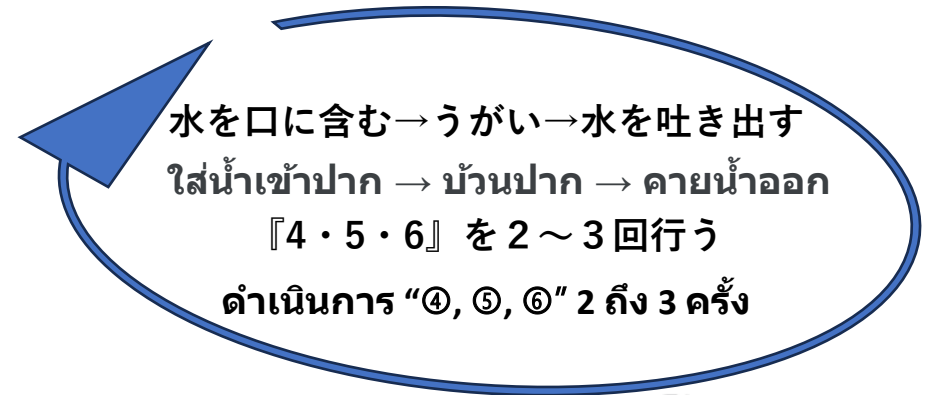 水を口に含む→うがい→水を吐き出す
ใส่น้ำเข้าปาก → บ้วนปาก → คายน้ำออก
『4・5・6』を２～３回行う
ดำเนินการ “④, ⑤, ⑥” 2 ถึง 3 ครั้ง